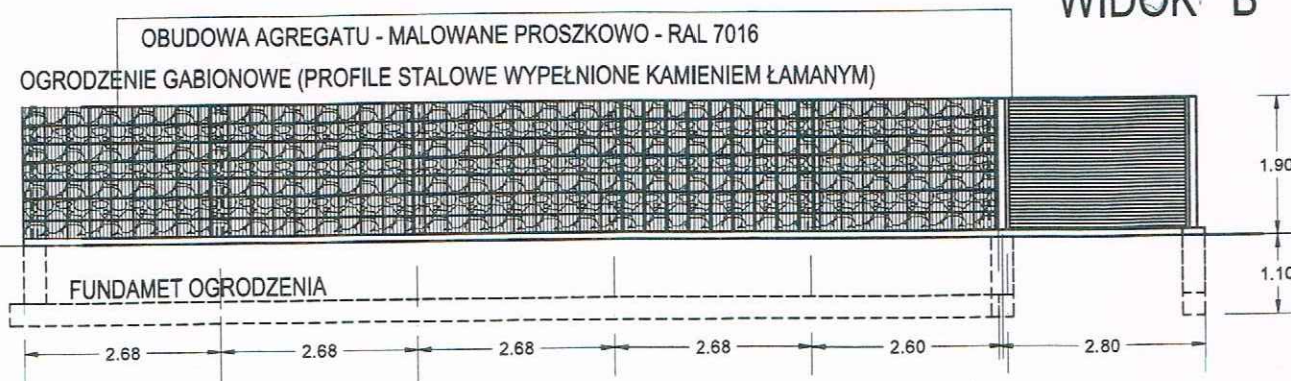 WIDOK B
OBUDOWA AGREGATU - MALOWANE PROSZKOWO - RAL 7016
OGRODZENIE GABIONOWE (PROFILE STALOWE WYPEŁNIONE KAMIENIEM ŁAMANYM)
1.90
1.10
FUNDAMET OGRODZENIA
2.68 2.68 2.68 2.68 2.60 2.80